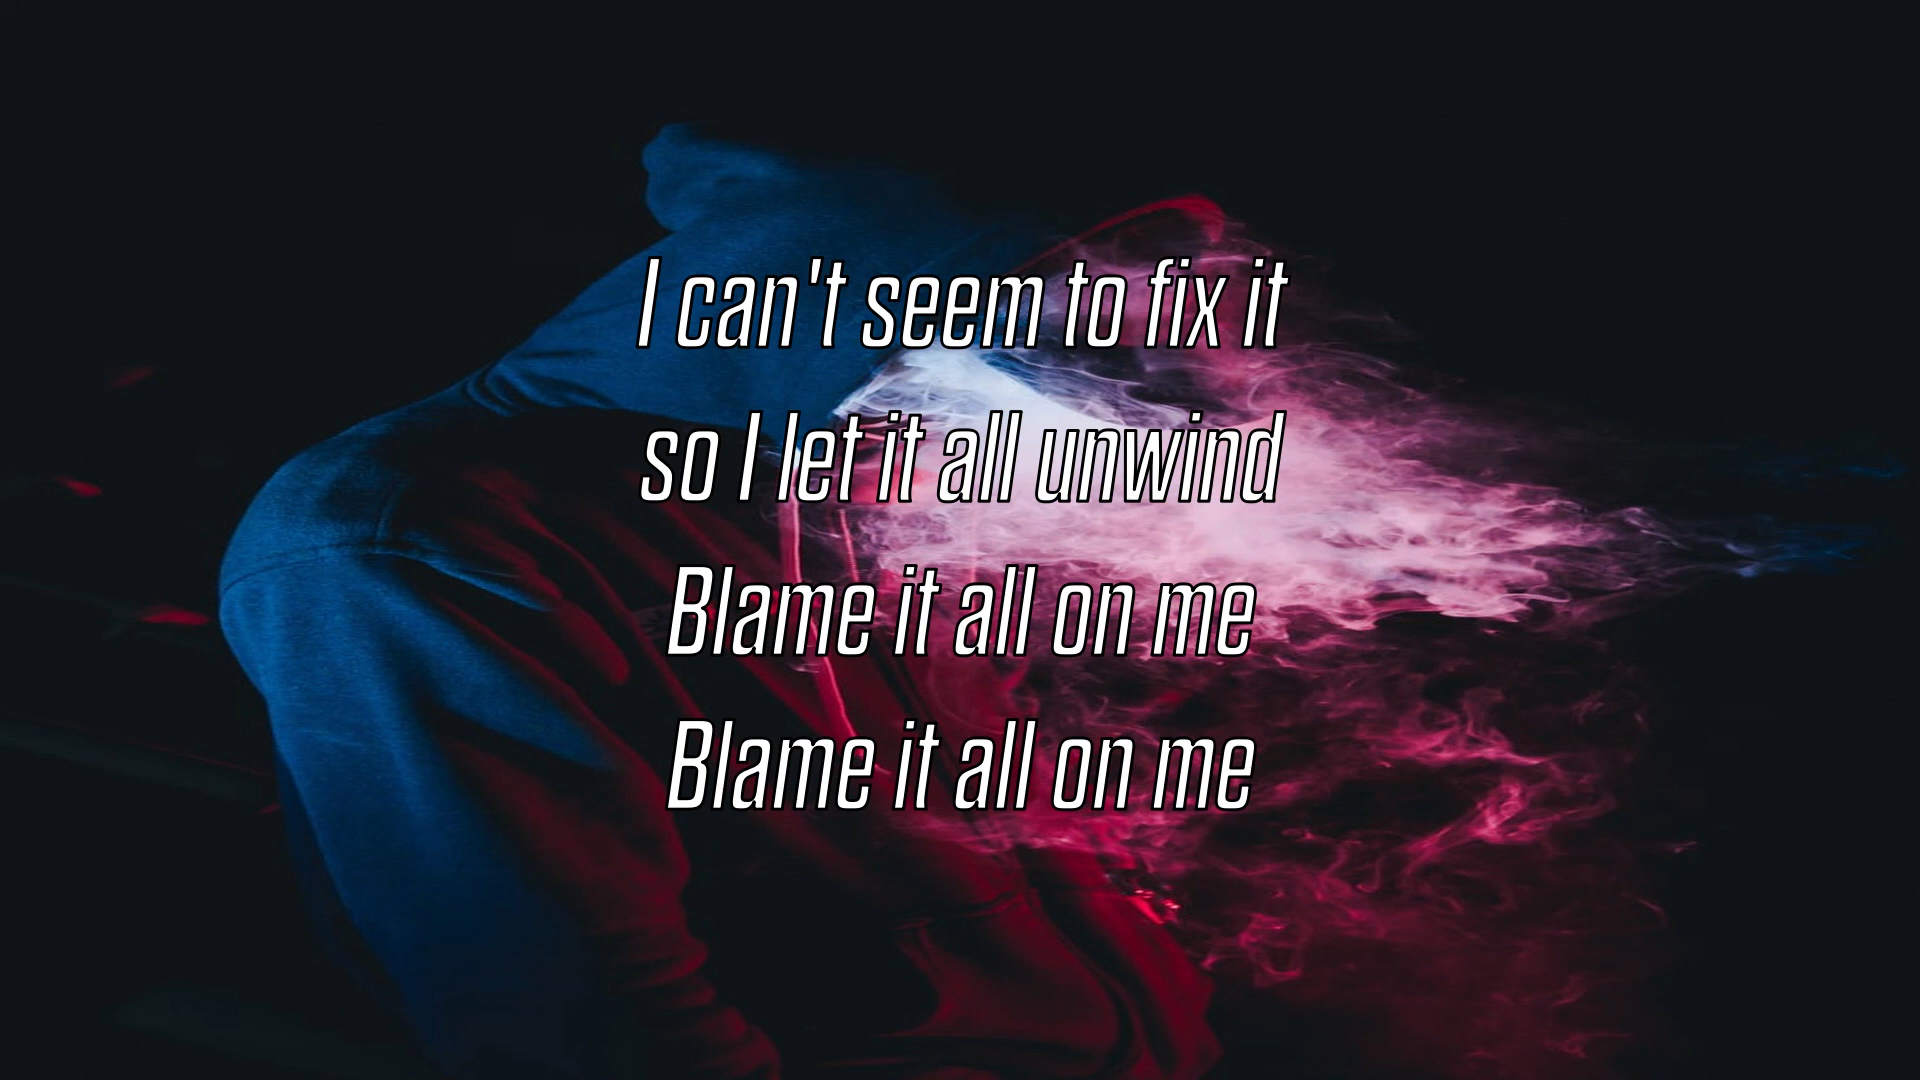 I can't seem to fix it
so I let it all unwind
Blame it all on me
Blame it all on me